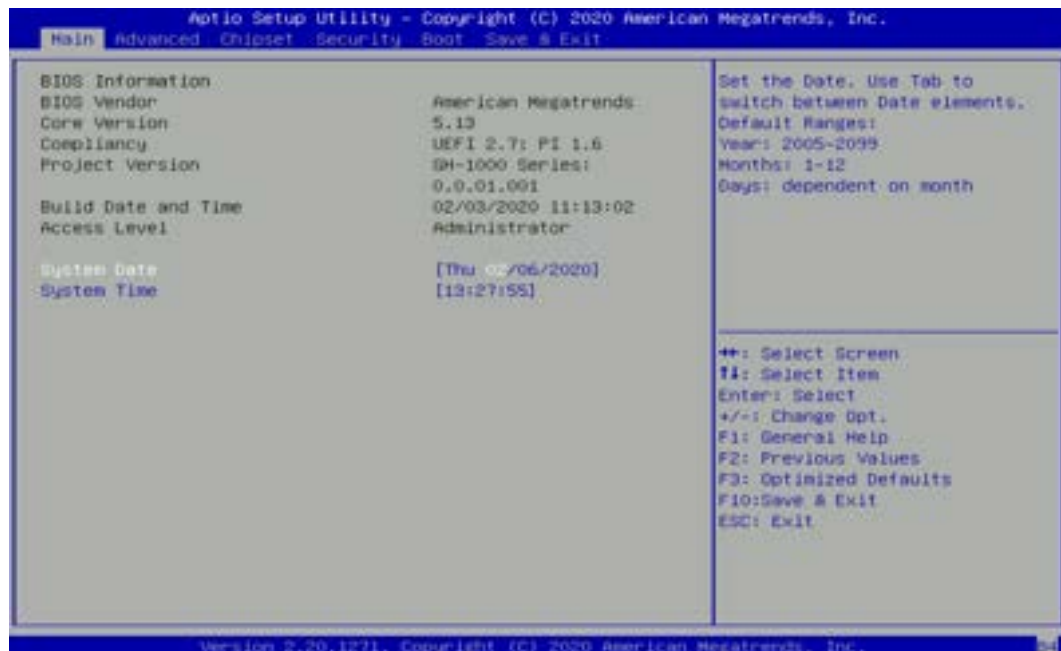 Aptio Setup Utility - Copyright (C) 2020 American Megatrends, Inc.
Main Advanced Chipset Security Boot Save & Exit
BIOS Information
BIOS Vendor American Megatrends
Core Version 5.13
Compliancy UEFI 2.7; PI 1.6
Project Version GH-1000 Series:
0.0.01.001
Build Date and Time 02/03/2020 11:13:02
Access Level Administrator
System Date [Thu 02/06/2020]
System Time [13:27:55]
Set the Date. Use Tab to
switch between Date elements.
Default Ranges:
Year: 2005-2099
Months: 1-12
Days: dependent on month
→←: Select Screen
↑↓: Select Item
Enter: Select
+/-: Change Opt.
F1: General Help
F2: Previous Values
F3: Optimized Defaults
F10:Save & Exit
ESC: Exit
Version 2.20.1271. Copyright (C) 2020 American Megatrends, Inc.